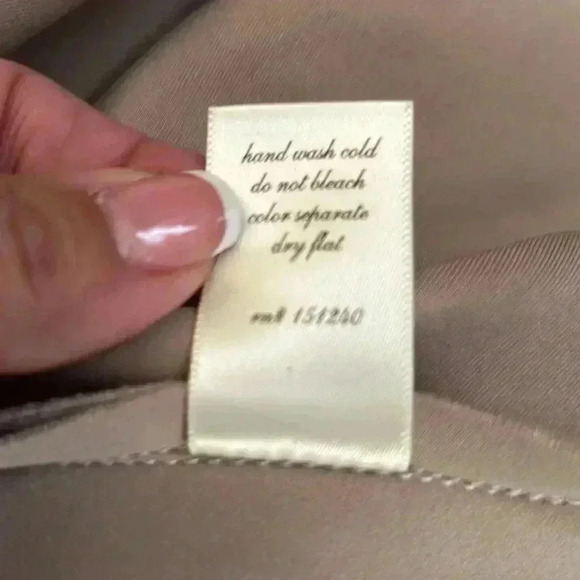 hand wash cold
do not bleach
color separate
dry flat
rn# 151240